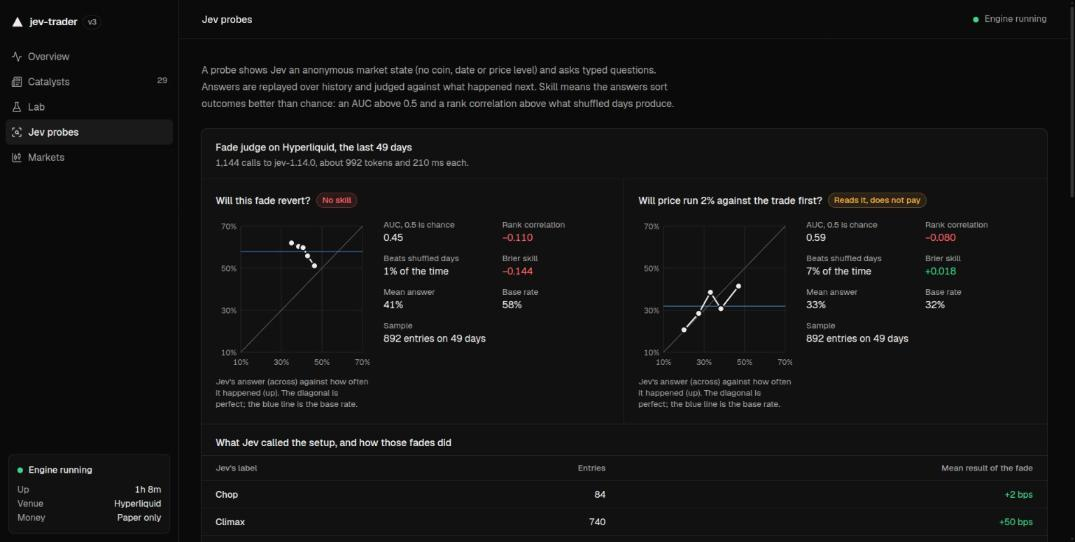 jev-trader v3
Overview
Catalysts 29
Lab
Jev probes
Markets
Engine running
Up 1h 8m
Venue Hyperliquid
Money Paper only
Jev probes
Engine running
A probe shows Jev an anonymous market state (no coin, date or price level) and asks typed questions.
Answers are replayed over history and judged against what happened next. Skill means the answers sort
outcomes better than chance: an AUC above 0.5 and a rank correlation above what shuffled days produce.
Fade judge on Hyperliquid, the last 49 days
1,144 calls to jev-1.14.0, about 992 tokens and 210 ms each.
Will this fade revert? No skill
70%
50%
30%
10%
10% 30% 50% 70%
Jev's answer (across) against how often
it happened (up). The diagonal is
perfect; the blue line is the base rate.
AUC, 0.5 is chance Rank correlation
0.45 −0.110
Beats shuffled days Brier skill
1% of the time −0.144
Mean answer Base rate
41% 58%
Sample
892 entries on 49 days
Will price run 2% against the trade first? Reads it, does not pay
70%
50%
30%
10%
10% 30% 50% 70%
Jev's answer (across) against how often
it happened (up). The diagonal is
perfect; the blue line is the base rate.
AUC, 0.5 is chance Rank correlation
0.59 −0.080
Beats shuffled days Brier skill
7% of the time +0.018
Mean answer Base rate
33% 32%
Sample
892 entries on 49 days
What Jev called the setup, and how those fades did
Jev's label Entries Mean result of the fade
Chop 84 +2 bps
Climax 740 +50 bps